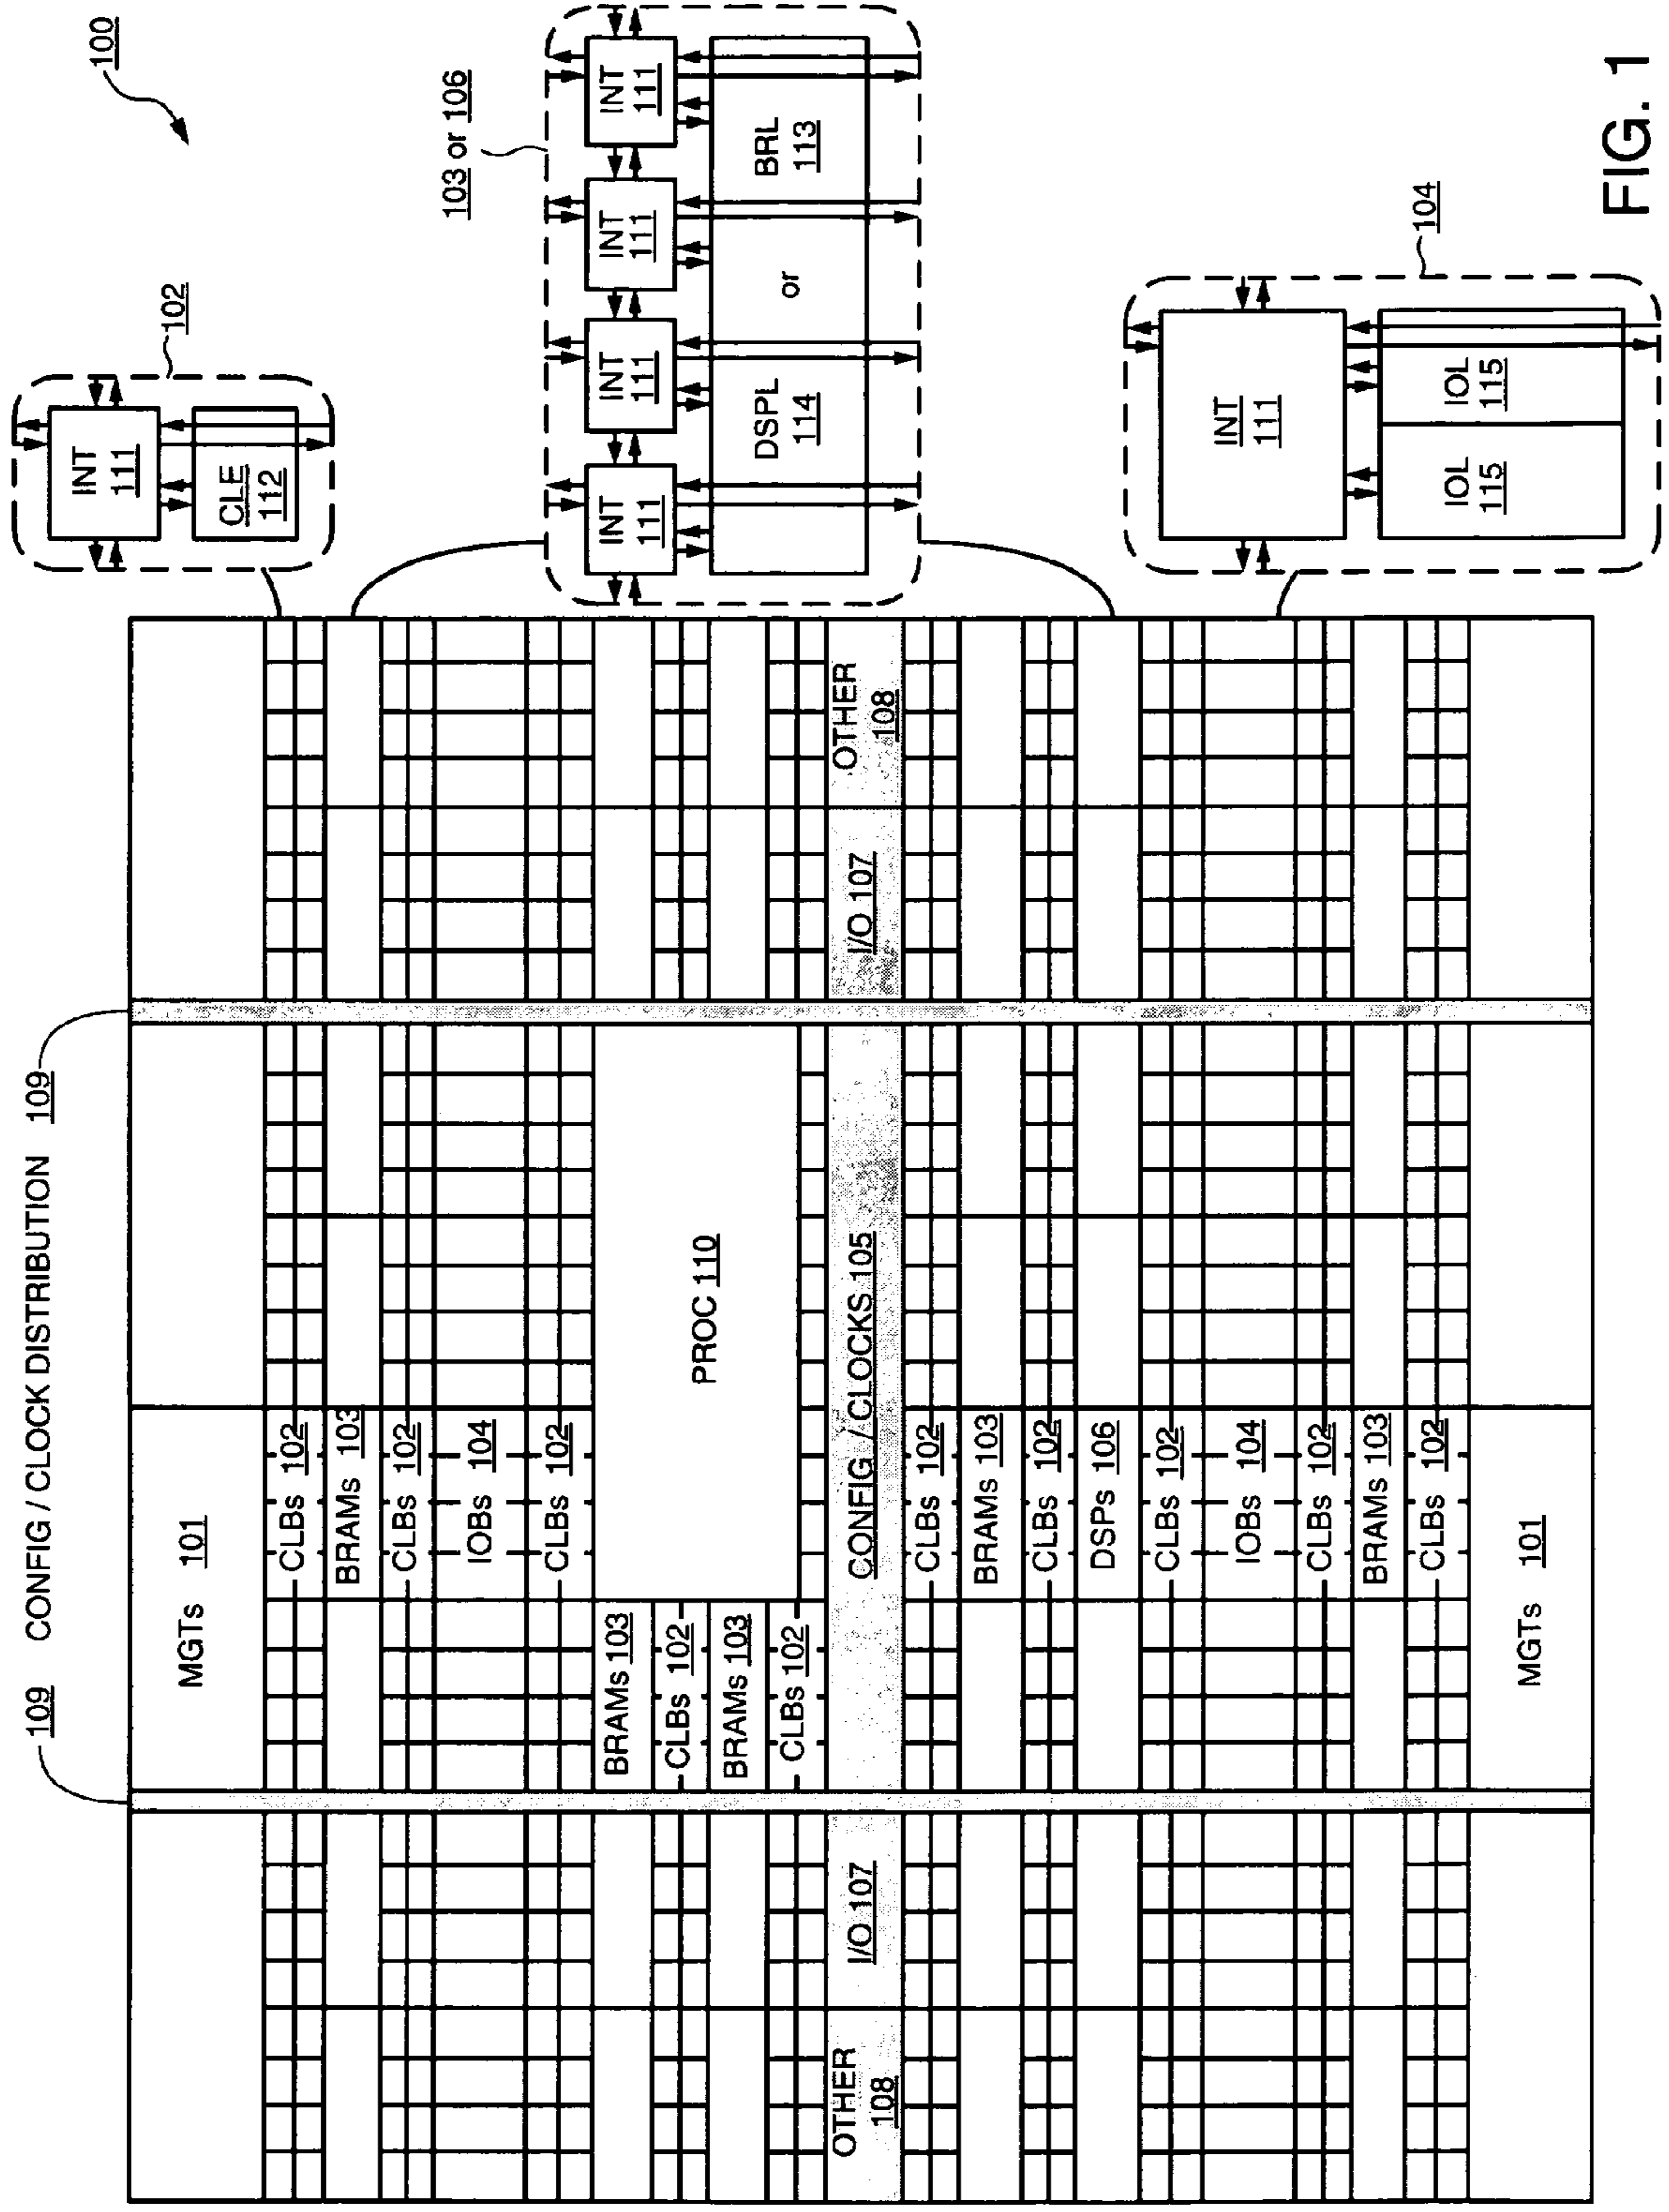 109
CONFIG / CLOCK DISTRIBUTION
109
100
MGTs 101
CLBs 102
BRAMs 103
CLBs 102
IOBs 104
CLBs 102
BRAMs 103
CLBs 102
BRAMs 103
CLBs 102
PROC 110
OTHER
108
I/O 107
CONFIG / CLOCKS 105
I/O 107
OTHER
108
CLBs 102
BRAMs 103
CLBs 102
DSPs 106
CLBs 102
IOBs 104
CLBs 102
BRAMs 103
CLBs 102
MGTs 101
102
INT
111
CLE
112
103 or 106
INT
111
INT
111
INT
111
INT
111
DSPL
114
or
BRL
113
104
INT
111
IOL
115
IOL
115
FIG. 1